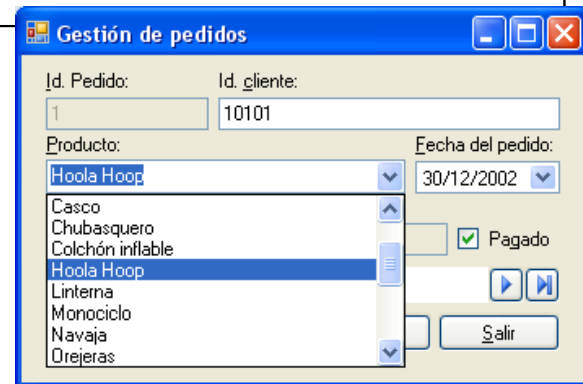 Gestión de pedidos
Id. Pedido: Id. cliente:
1 10101
Producto: Fecha del pedido:
Hoola Hoop 30/12/2002
Casco
Chubasquero
Colchón inflable
Hoola Hoop
Linterna
Monociclo
Navaja
Orejeras
Pagado
Salir